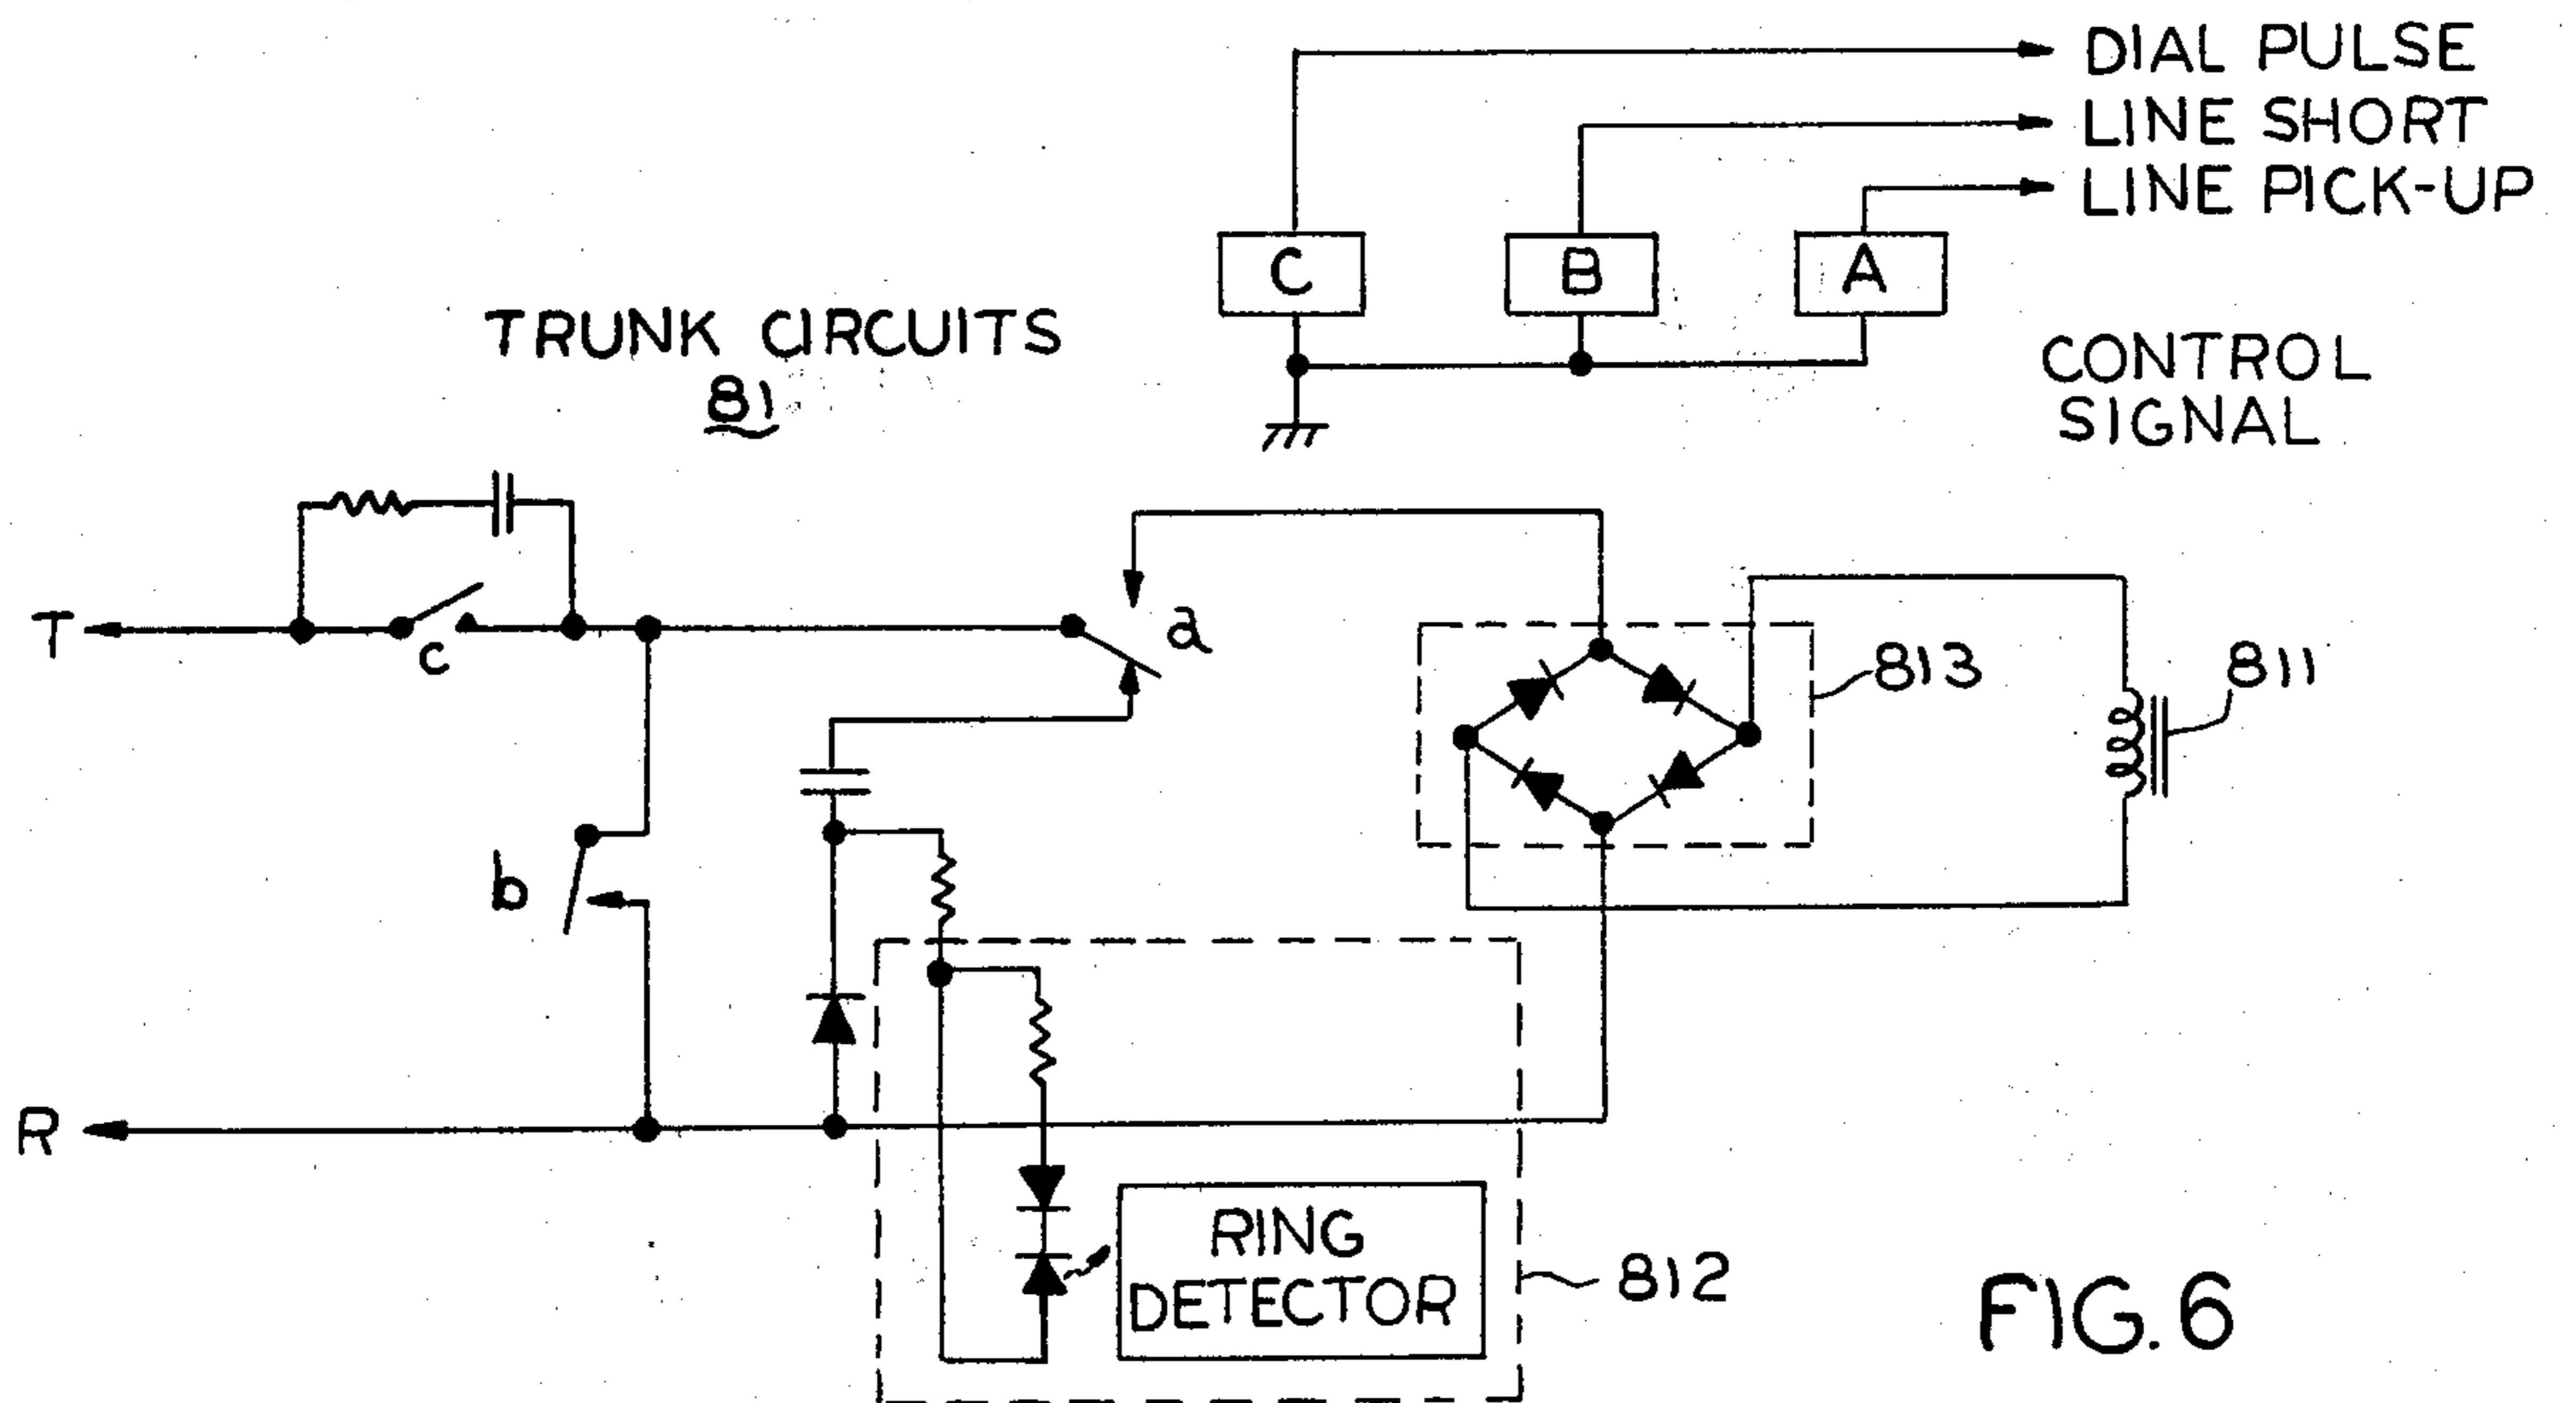 DIAL PULSE
LINE SHORT
LINE PICK-UP
C
B
A
TRUNK CIRCUITS
81
CONTROL
SIGNAL
T
c
a
813
811
b
R
RING
DETECTOR
812
FIG. 6